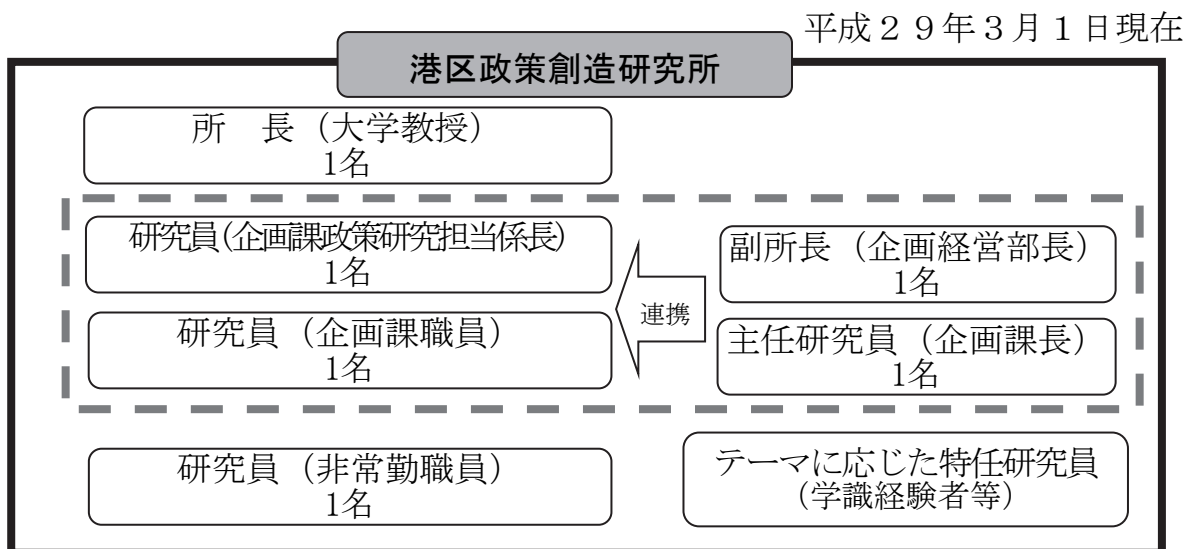 平成２９年３月１日現在
港区政策創造研究所
所　長（大学教授）
1名
研究員(企画課政策研究担当係長)
1名
研究員（企画課職員）
1名
連携
副所長（企画経営部長）
1名
主任研究員（企画課長）
1名
研究員（非常勤職員）
1名
テーマに応じた特任研究員
（学識経験者等）